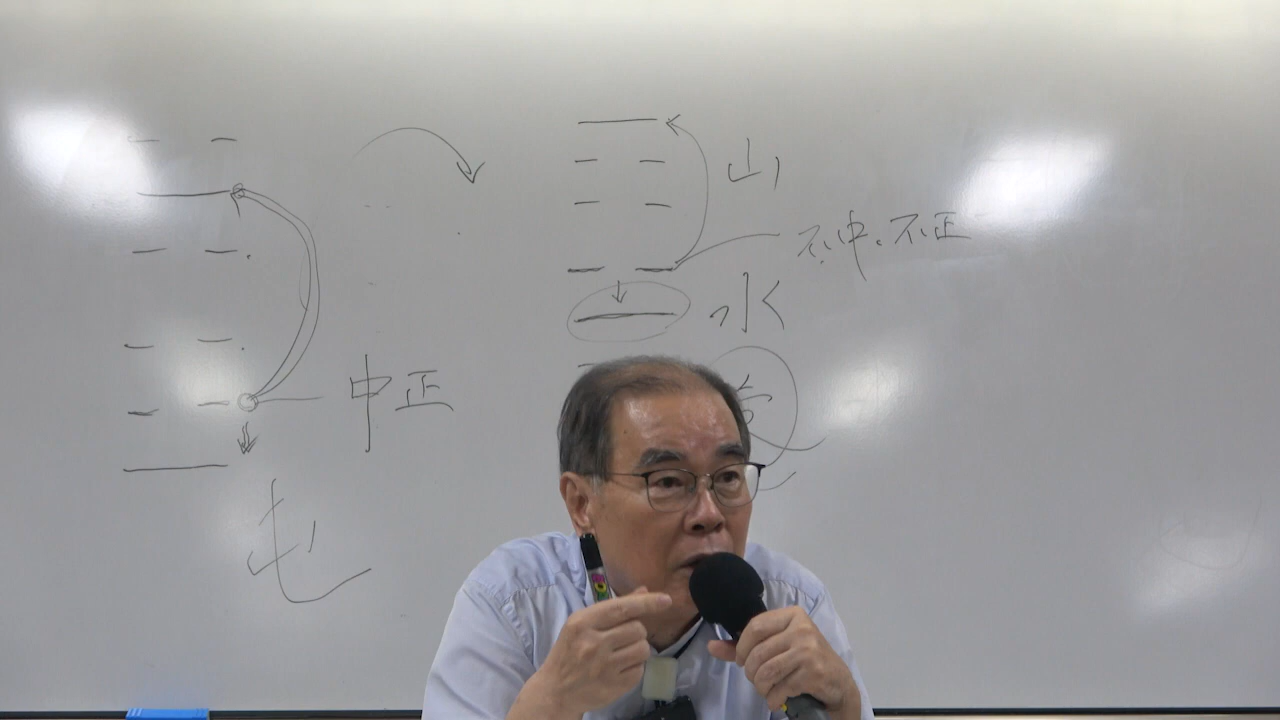 山
不中、不正
水
中正
屯